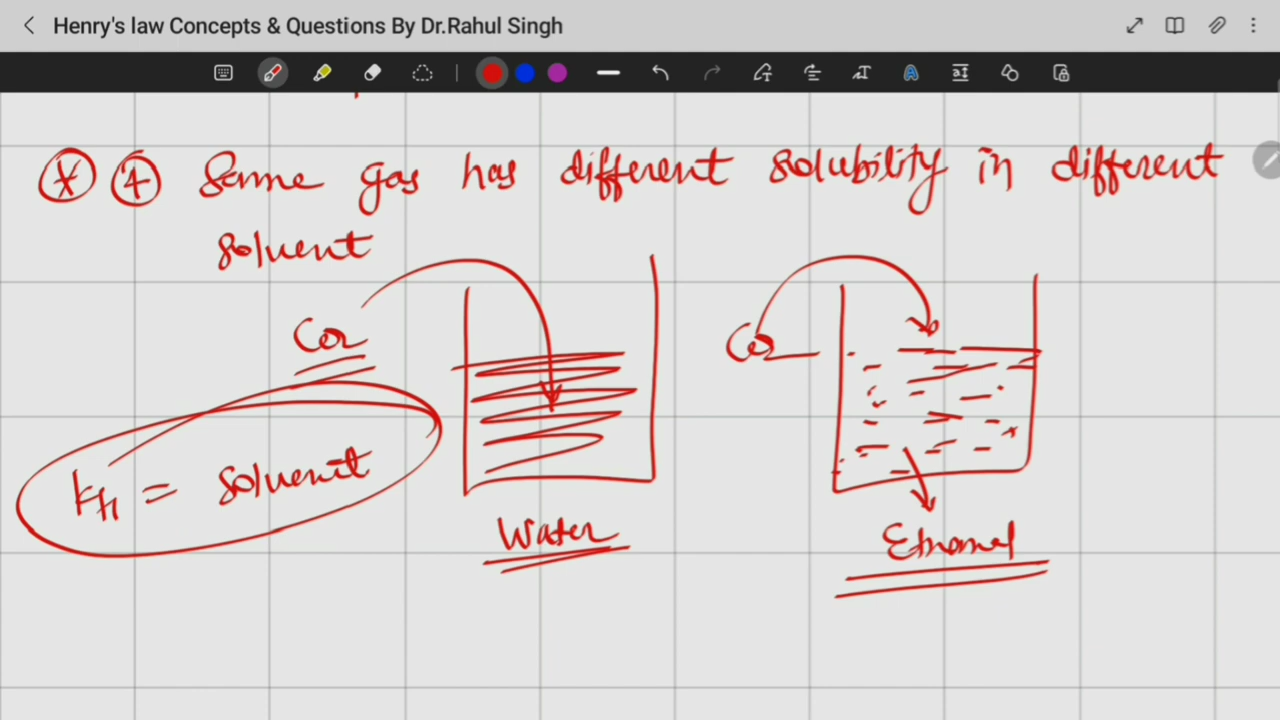 Henry's law Concepts & Questions By Dr.Rahul Singh
* 4 Same gas has different solubility in different
solvent
CO2
CO2
KH = solvent
Water
Ethanol